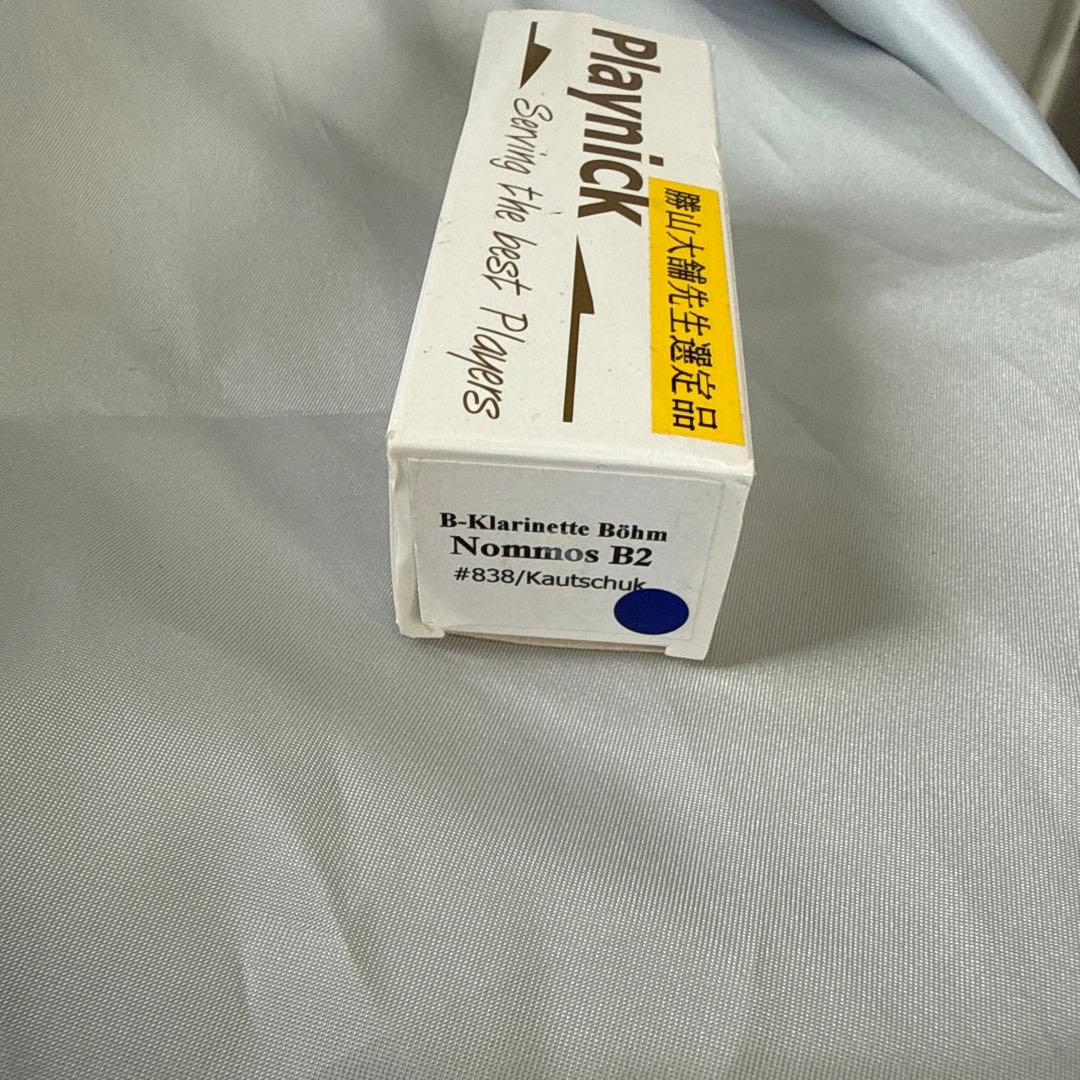 Playnick
Serving the best Players
勝山大舗先生選定品
B-Klarinette Böhm
Nommos B2
#838/Kautschuk